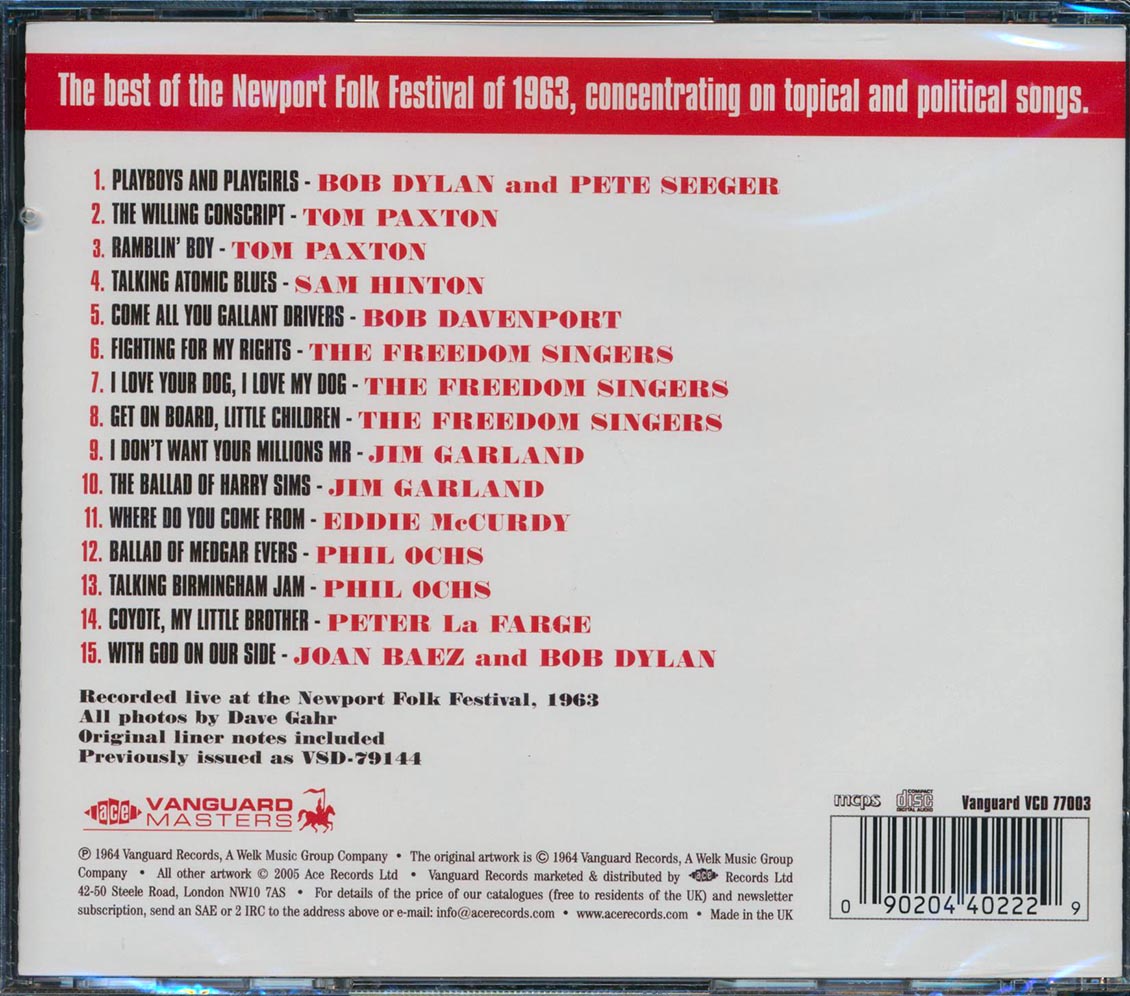 The best of the Newport Folk Festival of 1963, concentrating on topical and political songs.
1. PLAYBOYS AND PLAYGIRLS - BOB DYLAN and PETE SEEGER
2. THE WILLING CONSCRIPT - TOM PAXTON
3. RAMBLIN' BOY - TOM PAXTON
4. TALKING ATOMIC BLUES - SAM HINTON
5. COME ALL YOU GALLANT DRIVERS - BOB DAVENPORT
6. FIGHTING FOR MY RIGHTS - THE FREEDOM SINGERS
7. I LOVE YOUR DOG, I LOVE MY DOG - THE FREEDOM SINGERS
8. GET ON BOARD, LITTLE CHILDREN - THE FREEDOM SINGERS
9. I DON'T WANT YOUR MILLIONS MR - JIM GARLAND
10. THE BALLAD OF HARRY SIMS - JIM GARLAND
11. WHERE DO YOU COME FROM - EDDIE McCURDY
12. BALLAD OF MEDGAR EVERS - PHIL OCHS
13. TALKING BIRMINGHAM JAM - PHIL OCHS
14. COYOTE, MY LITTLE BROTHER - PETER La FARGE
15. WITH GOD ON OUR SIDE - JOAN BAEZ and BOB DYLAN
Recorded live at the Newport Folk Festival, 1963
All photos by Dave Gahr
Original liner notes included
Previously issued as VSD-79144
ace VANGUARD
MASTERS
℗ 1964 Vanguard Records, A Welk Music Group Company • The original artwork is © 1964 Vanguard Records, A Welk Music Group
Company • All other artwork © 2005 Ace Records Ltd • Vanguard Records marketed & distributed by ace Records Ltd
42-50 Steele Road, London NW10 7AS • For details of the price of our catalogues (free to residents of the UK) and newsletter
subscription, send an SAE or 2 IRC to the address above or e-mail: info@acerecords.com • www.acerecords.com • Made in the UK
mcps COMPACT disc DIGITAL AUDIO Vanguard VCD 77003
0 90204 40222 9